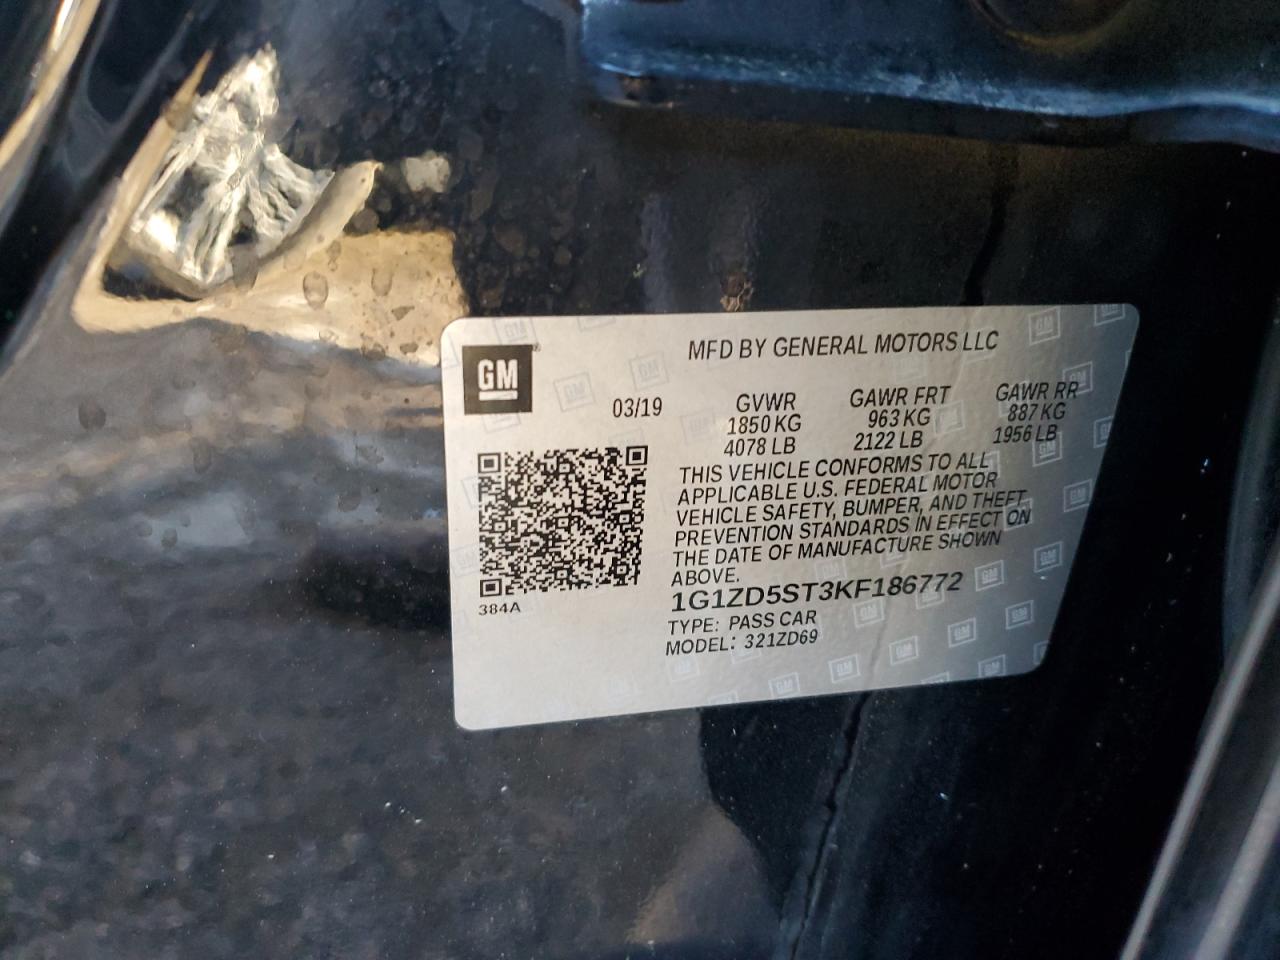 GM
MFD BY GENERAL MOTORS LLC
03/19
GVWR GAWR FRT GAWR RR
1850 KG 963 KG 887 KG
4078 LB 2122 LB 1956 LB
THIS VEHICLE CONFORMS TO ALL
APPLICABLE U.S. FEDERAL MOTOR
VEHICLE SAFETY, BUMPER, AND THEFT
PREVENTION STANDARDS IN EFFECT ON
THE DATE OF MANUFACTURE SHOWN
ABOVE.
1G1ZD5ST3KF186772
TYPE: PASS CAR
MODEL: 321ZD69
384A